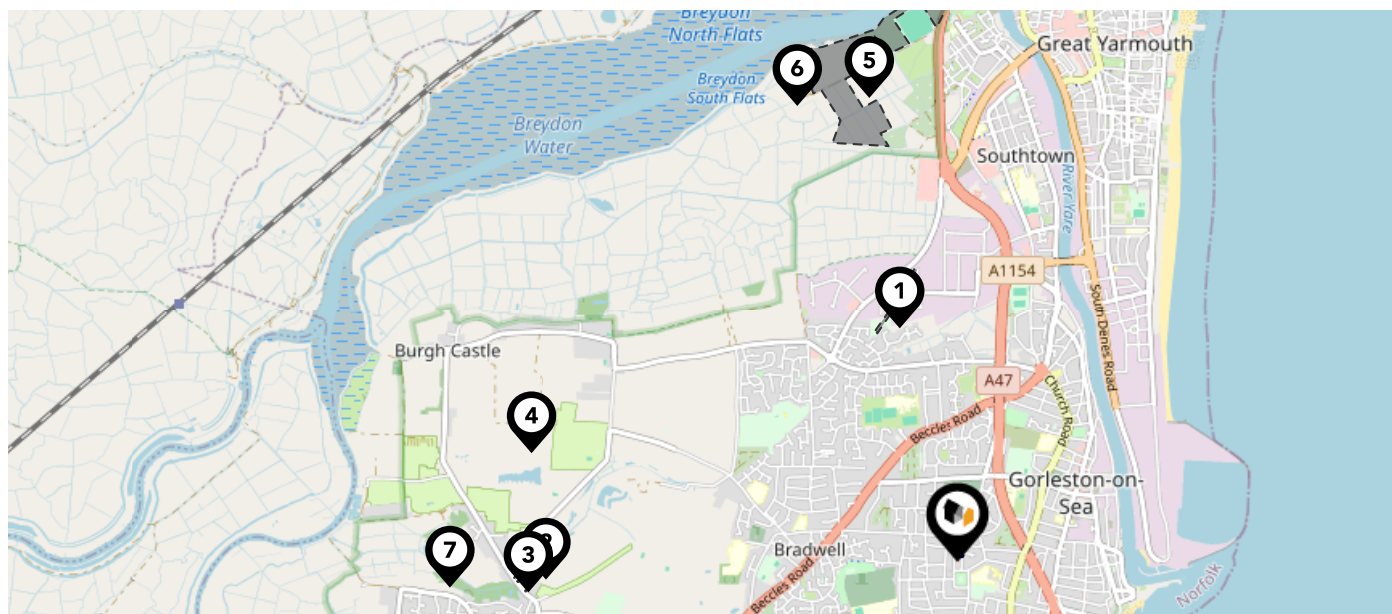 Breydon
North Flats
Great Yarmouth
6
5
Breydon
South Flats
Breydon
Water
Southtown
River Yare
A1154
1
South Denes Road
Burgh Castle
A47
Church Road
4
Beccles Road
Gorleston-on-
Sea
7
3
2
Bradwell
Beccles Road
Norfolk